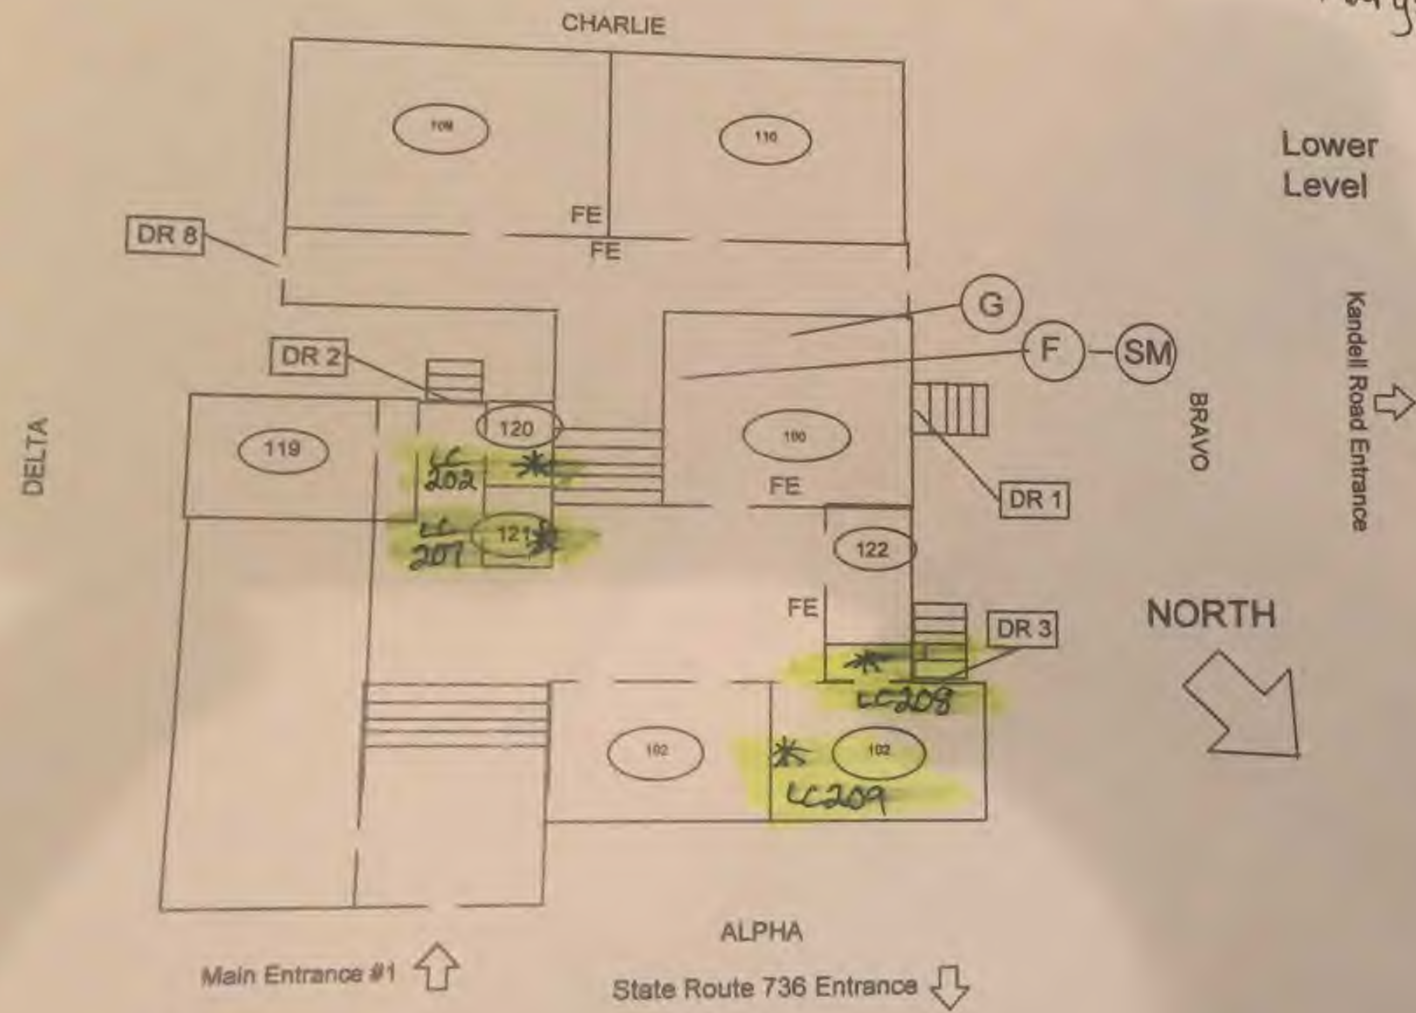 CHARLIE
109
110
Lower
Level
FE
FE
DR 8
G
F
SM
DR 2
Kandell Road Entrance
BRAVO
DELTA
120
119
100
LC
202
FE
DR 1
LC
207
121
122
FE
DR 3
NORTH
LC208
102
102
LC209
ALPHA
Main Entrance #1
State Route 736 Entrance